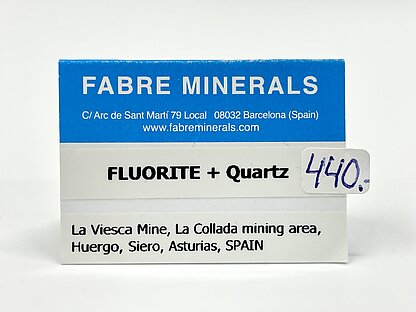 FABRE MINERALS
C/ Arc de Sant Martí 79 Local 08032 Barcelona (Spain)
www.fabreminerals.com
FLUORITE + Quartz 440.-
La Viesca Mine, La Collada mining area,
Huergo, Siero, Asturias, SPAIN